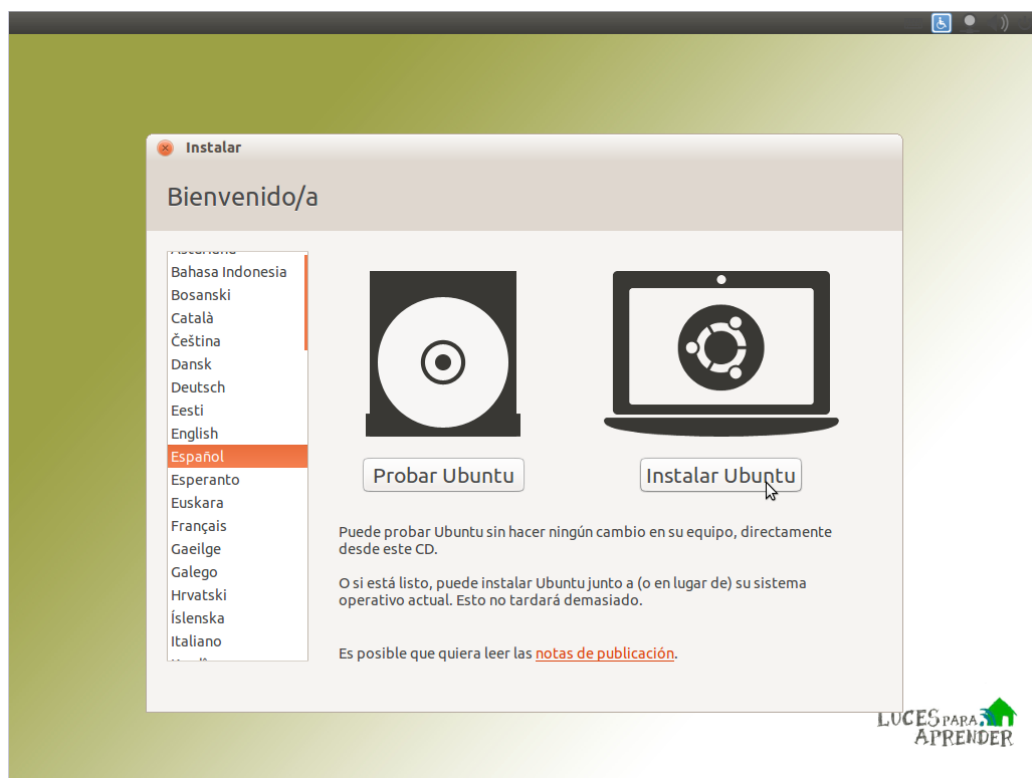 Instalar
Bienvenido/a
Asturianu
Bahasa Indonesia
Bosanski
Català
Čeština
Dansk
Deutsch
Eesti
English
Español
Esperanto
Euskara
Français
Gaeilge
Galego
Hrvatski
Íslenska
Italiano
Probar Ubuntu
Instalar Ubuntu
Puede probar Ubuntu sin hacer ningún cambio en su equipo, directamente
desde este CD.
O si está listo, puede instalar Ubuntu junto a (o en lugar de) su sistema
operativo actual. Esto no tardará demasiado.
Es posible que quiera leer las notas de publicación.
LUCES PARA
APRENDER